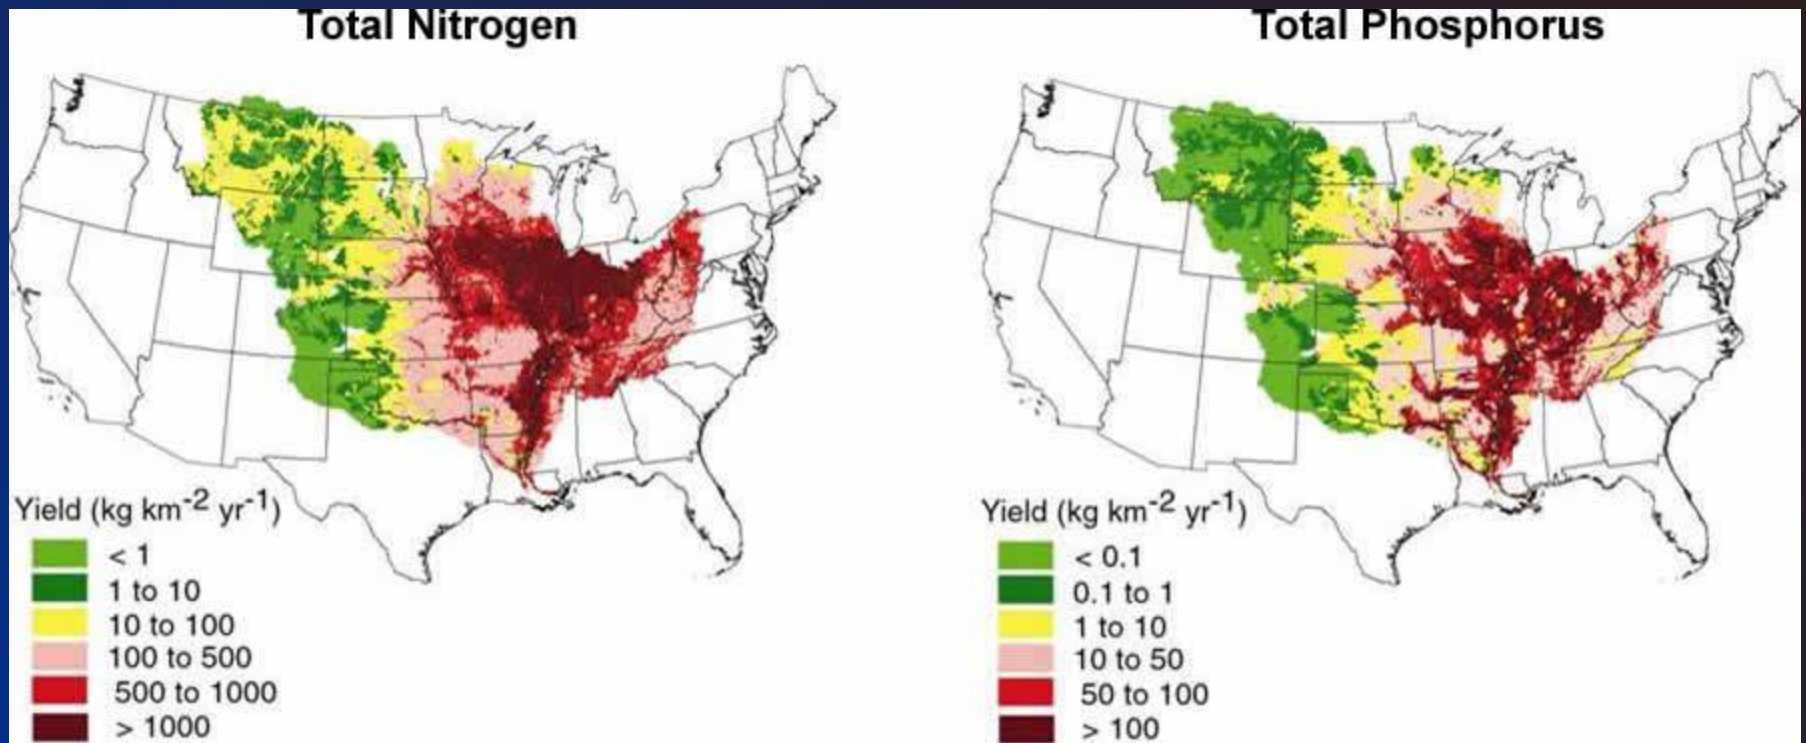 Total Nitrogen
Yield (kg km-2 yr-1)
< 1
1 to 10
10 to 100
100 to 500
500 to 1000
> 1000
Total Phosphorus
Yield (kg km-2 yr-1)
< 0.1
0.1 to 1
1 to 10
10 to 50
50 to 100
> 100